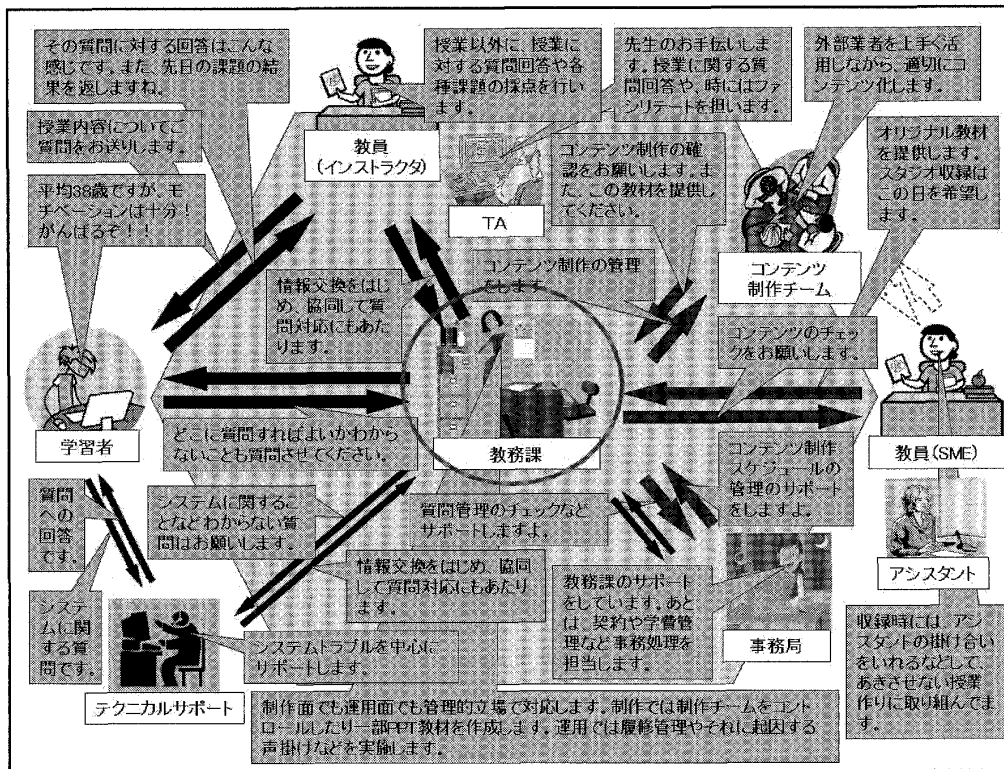 その質問に対する回答はこんな
感じです。また、先日の課題の結
果を返しますね。
授業内容についてご
質問をお送りします。
平均38歳ですが、モ
チベーションは十分！
がんばるぞ！！
教員
(インストラクタ)
授業以外に、授業に
対する質問回答や各
種課題の採点を行い
ます。
先生のお手伝いしま
す。授業に関する質
問回答や、時にはファ
シリテートを担います。
外部業者を上手く活
用しながら、適切にコ
ンテンツ化します。
TA
コンテンツ制作の確
認をお願いします。ま
た、この教材を提供し
てください。
オリジナル教材
を提供します。
スタジオ収録は
この日を希望し
ます。
コンテンツ
制作チーム
情報交換をはじ
め、協同して質
問対応にもあた
ります。
コンテンツ制作の管理
をします。
コンテンツのチェッ
クをお願いします。
学習者
教務課
教員(SME)
どこに質問すればよいかわから
ないことも質問させてください。
コンテンツ制作
スケジュールの
管理のサポート
をしますよ。
質問
への
回答
です。
システムに関するこ
となどわからない質
問はお願いします。
質問管理のチェックなど
サポートしますよ。
情報交換をはじめ、協同
して質問対応にもあたり
ます。
アシスタント
システ
ムに関
する質
問です。
システムトラブルを中心に
サポートします。
教務課のサポート
をしています。あと
は、契約や学費管
理など事務処理を
担当します。
事務局
収録時には、アシ
スタントの掛け合い
をいれるなどして、
あきさせない授業
作りに取り組んでま
す。
テクニカルサポート
制作面でも運用面でも管理的立場で対応します。制作では制作チームをコント
ロールしたり一部PPT教材を作成します。運用では履修管理やそれに起因する
声掛けなどを実施します。